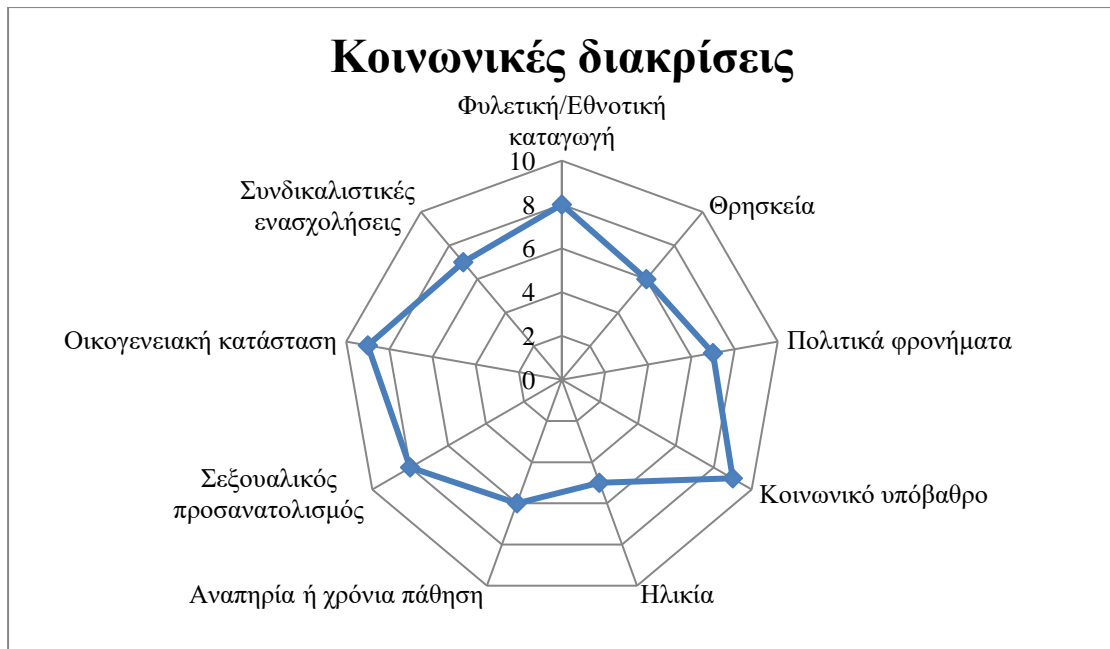 Κοινωνικές διακρίσεις
Φυλετική/Εθνοτική
καταγωγή
10
8
6
4
2
0
Θρησκεία
Πολιτικά φρονήματα
Κοινωνικό υπόβαθρο
Ηλικία
Αναπηρία ή χρόνια πάθηση
Σεξουαλικός
προσανατολισμός
Οικογενειακή κατάσταση
Συνδικαλιστικές
ενασχολήσεις